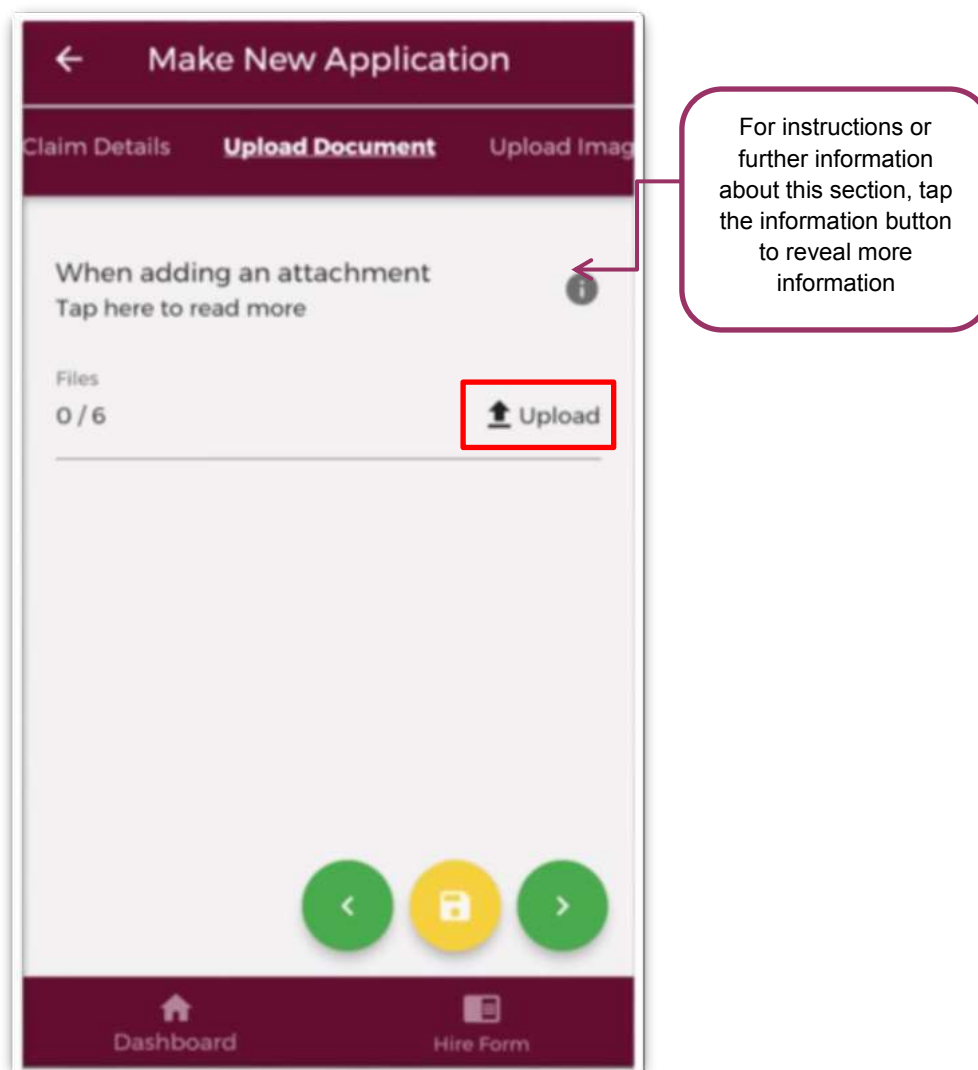 Make New Application
Claim Details Upload Document Upload Imag
For instructions or
further information
about this section, tap
the information button
to reveal more
information
When adding an attachment
Tap here to read more
Files
0 / 6
Upload
Dashboard
Hire Form